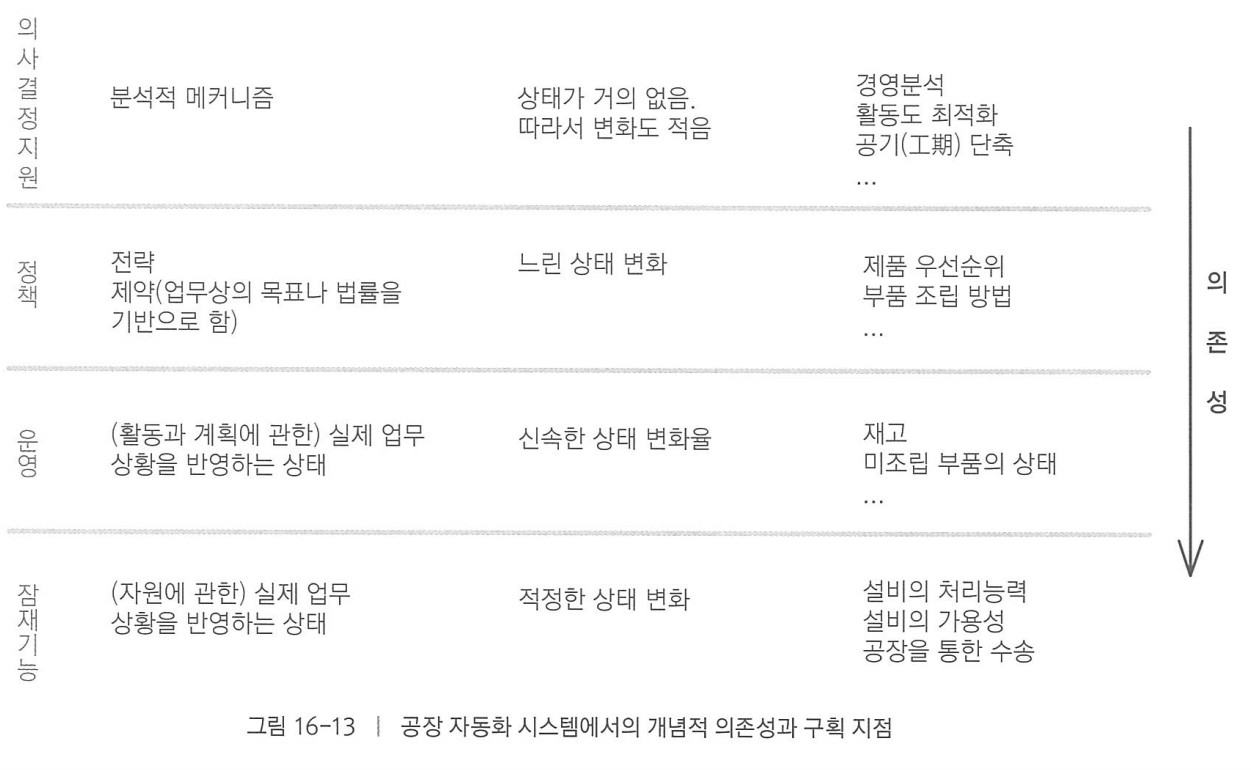 의사결정지원
분석적 메커니즘
상태가 거의 없음.
따라서 변화도 적음
경영분석
활동도 최적화
공기(工期) 단축
...
정책
전략
제약(업무상의 목표나 법률을
기반으로 함)
느린 상태 변화
제품 우선순위
부품 조립 방법
...
운영
(활동과 계획에 관한) 실제 업무
상황을 반영하는 상태
신속한 상태 변화율
재고
미조립 부품의 상태
...
잠재기능
(자원에 관한) 실제 업무
상황을 반영하는 상태
적정한 상태 변화
설비의 처리능력
설비의 가용성
공장을 통한 수송
의존성
그림 16-13 | 공장 자동화 시스템에서의 개념적 의존성과 구획 지점